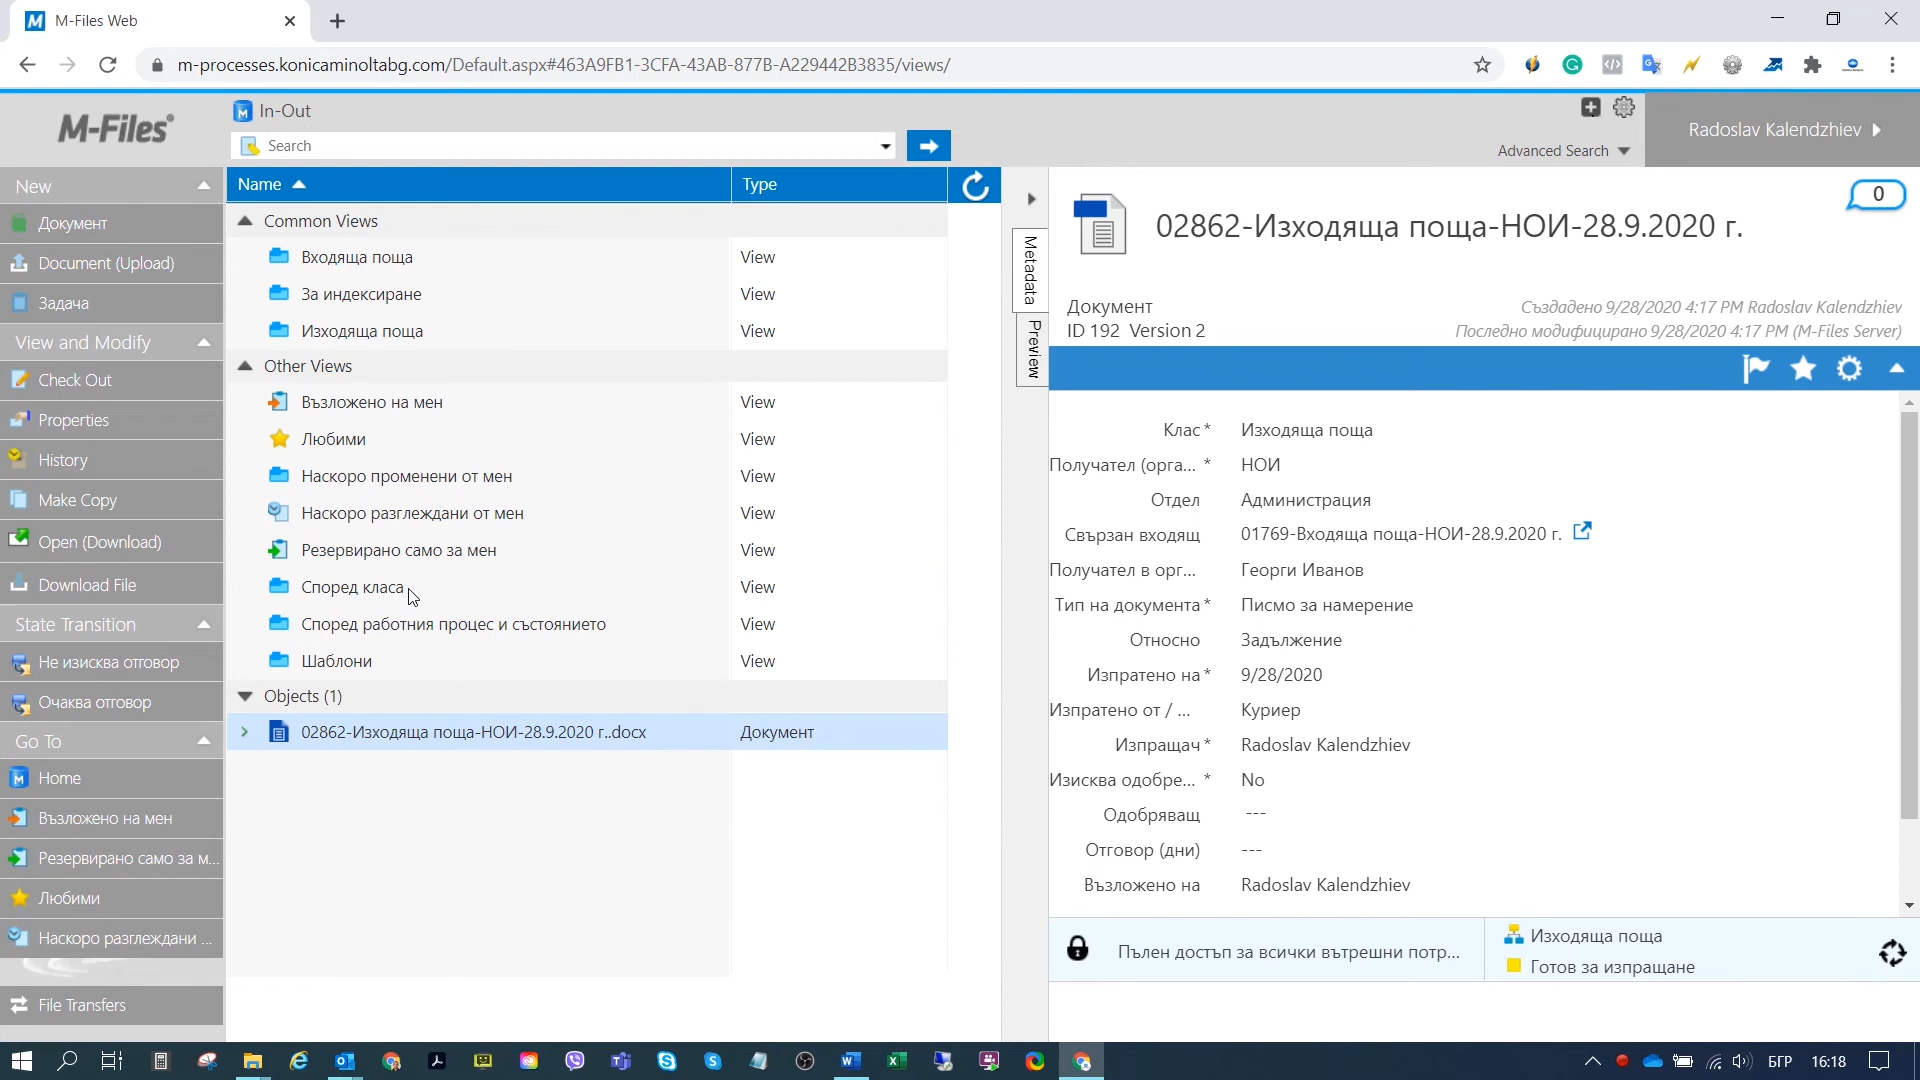 M-Files Web
m-processes.konicaminoltabg.com/Default.aspx#463A9FB1-3CFA-43AB-877B-A229442B3835/views/
M-Files®
In-Out
Search
Advanced Search
Radoslav Kalendzhiev
New
Документ
Document (Upload)
Задача
View and Modify
Check Out
Properties
History
Make Copy
Open (Download)
Download File
State Transition
Не изисква отговор
Очаква отговор
Go To
Home
Възложено на мен
Резервирано само за м...
Любими
Наскоро разглеждани ...
File Transfers
Name Type
Common Views
Входяща поща View
За индексиране View
Изходяща поща View
Other Views
Възложено на мен View
Любими View
Наскоро променени от мен View
Наскоро разглеждани от мен View
Резервирано само за мен View
Според класа View
Според работния процес и състоянието View
Шаблони View
Objects (1)
02862-Изходяща поща-НОИ-28.9.2020 г..docx Документ
Metadata
Preview
0
02862-Изходяща поща-НОИ-28.9.2020 г.
Документ
ID 192 Version 2
Създадено 9/28/2020 4:17 PM Radoslav Kalendzhiev
Последно модифицирано 9/28/2020 4:17 PM (M-Files Server)
Клас* Изходяща поща
Получател (орга... * НОИ
Отдел Администрация
Свързан входящ 01769-Входяща поща-НОИ-28.9.2020 г.
Получател в орг... Георги Иванов
Тип на документа* Писмо за намерение
Относно Задължение
Изпратено на* 9/28/2020
Изпратено от / ... Куриер
Изпращач* Radoslav Kalendzhiev
Изисква одобре... * No
Одобряващ ---
Отговор (дни) ---
Възложено на Radoslav Kalendzhiev
Пълен достъп за всички вътрешни потр...
Изходяща поща
Готов за изпращане
БГР 16:18